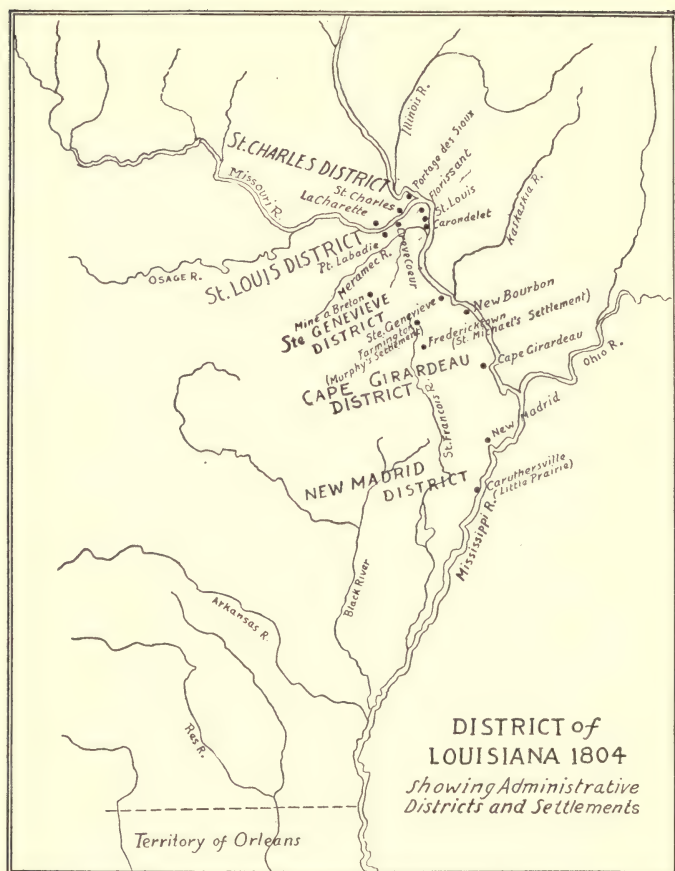 Illinois R.
Portage des Sioux
Florissant
St. CHARLES DISTRICT
St. Louis
Carondelet
Missouri R.
St. Charles
LaCharette
Kaskaskia R.
CreveCoeur
St. LOUIS DISTRICT
Pt. Labadie
OSAGE R.
Meramec R.
Mine a Breton
Ste GENEVIEVE
DISTRICT
Ste. Genevieve
New Bourbon
Farmington
(Murphy's Settlement)
Fredericktown
(St. Michael's Settlement)
CAPE GIRARDEAU
DISTRICT
Cape Girardeau
Ohio R.
St. Francois R.
New Madrid
NEW MADRID
DISTRICT
Caruthersville
(Little Prairie)
Mississippi R.
Black River
Arkansas R.
Res R.
DISTRICT of
LOUISIANA 1804
Showing Administrative
Districts and Settlements
Territory of Orleans